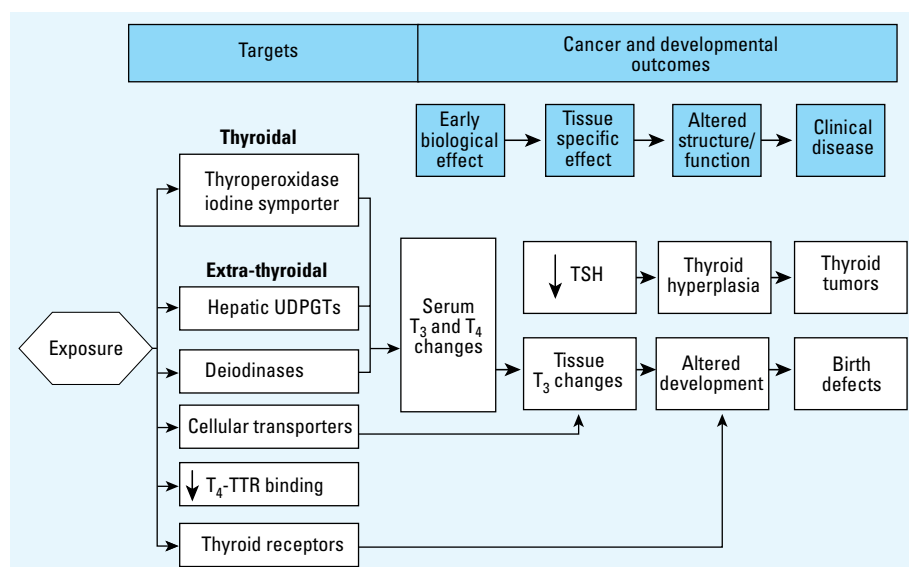 Targets
Cancer and developmental
outcomes
Early
biological
effect
Tissue
specific
effect
Altered
structure/
function
Clinical
disease
Thyroidal
Thyroperoxidase
iodine symporter
Extra-thyroidal
Hepatic UDPGTs
Deiodinases
Cellular transporters
↓ T₄-TTR binding
Thyroid receptors
Exposure
Serum
T₃ and T₄
changes
↓ TSH
Thyroid
hyperplasia
Thyroid
tumors
Tissue
T₃ changes
Altered
development
Birth
defects